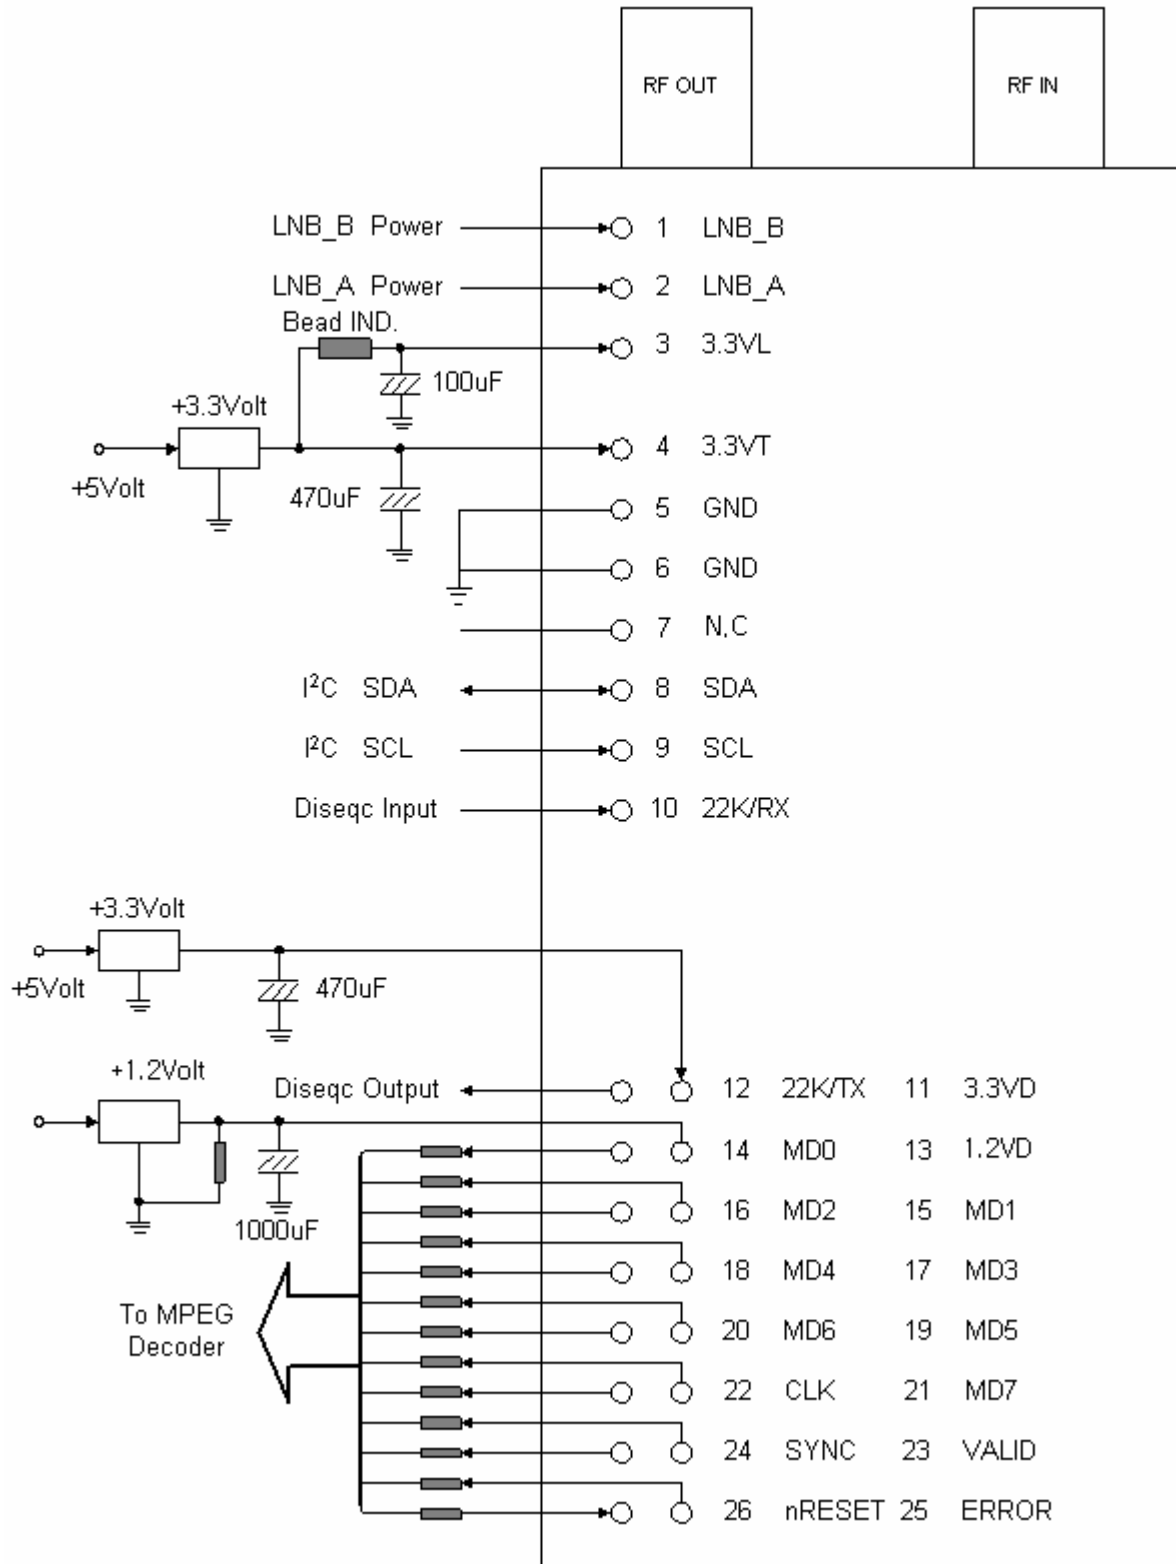 RF OUT RF IN
LNB_B Power 1 LNB_B
LNB_A Power 2 LNB_A
Bead IND.
3 3.3VL
100uF
+3.3Volt
4 3.3VT
+5Volt
470uF
5 GND
6 GND
7 N,C
I²C SDA 8 SDA
I²C SCL 9 SCL
Diseqc Input 10 22K/RX
+3.3Volt
+5Volt
470uF
+1.2Volt
Diseqc Output 12 22K/TX 11 3.3VD
14 MD0 13 1.2VD
1000uF
16 MD2 15 MD1
18 MD4 17 MD3
To MPEG
Decoder
20 MD6 19 MD5
22 CLK 21 MD7
24 SYNC 23 VALID
26 nRESET 25 ERROR